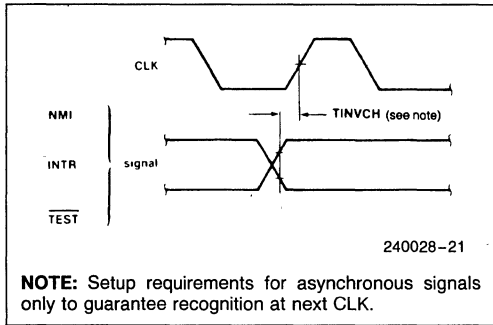 CLK
TINVCH (see note)
NMI
INTR
signal
TEST
240028-21
NOTE: Setup requirements for asynchronous signals
only to guarantee recognition at next CLK.